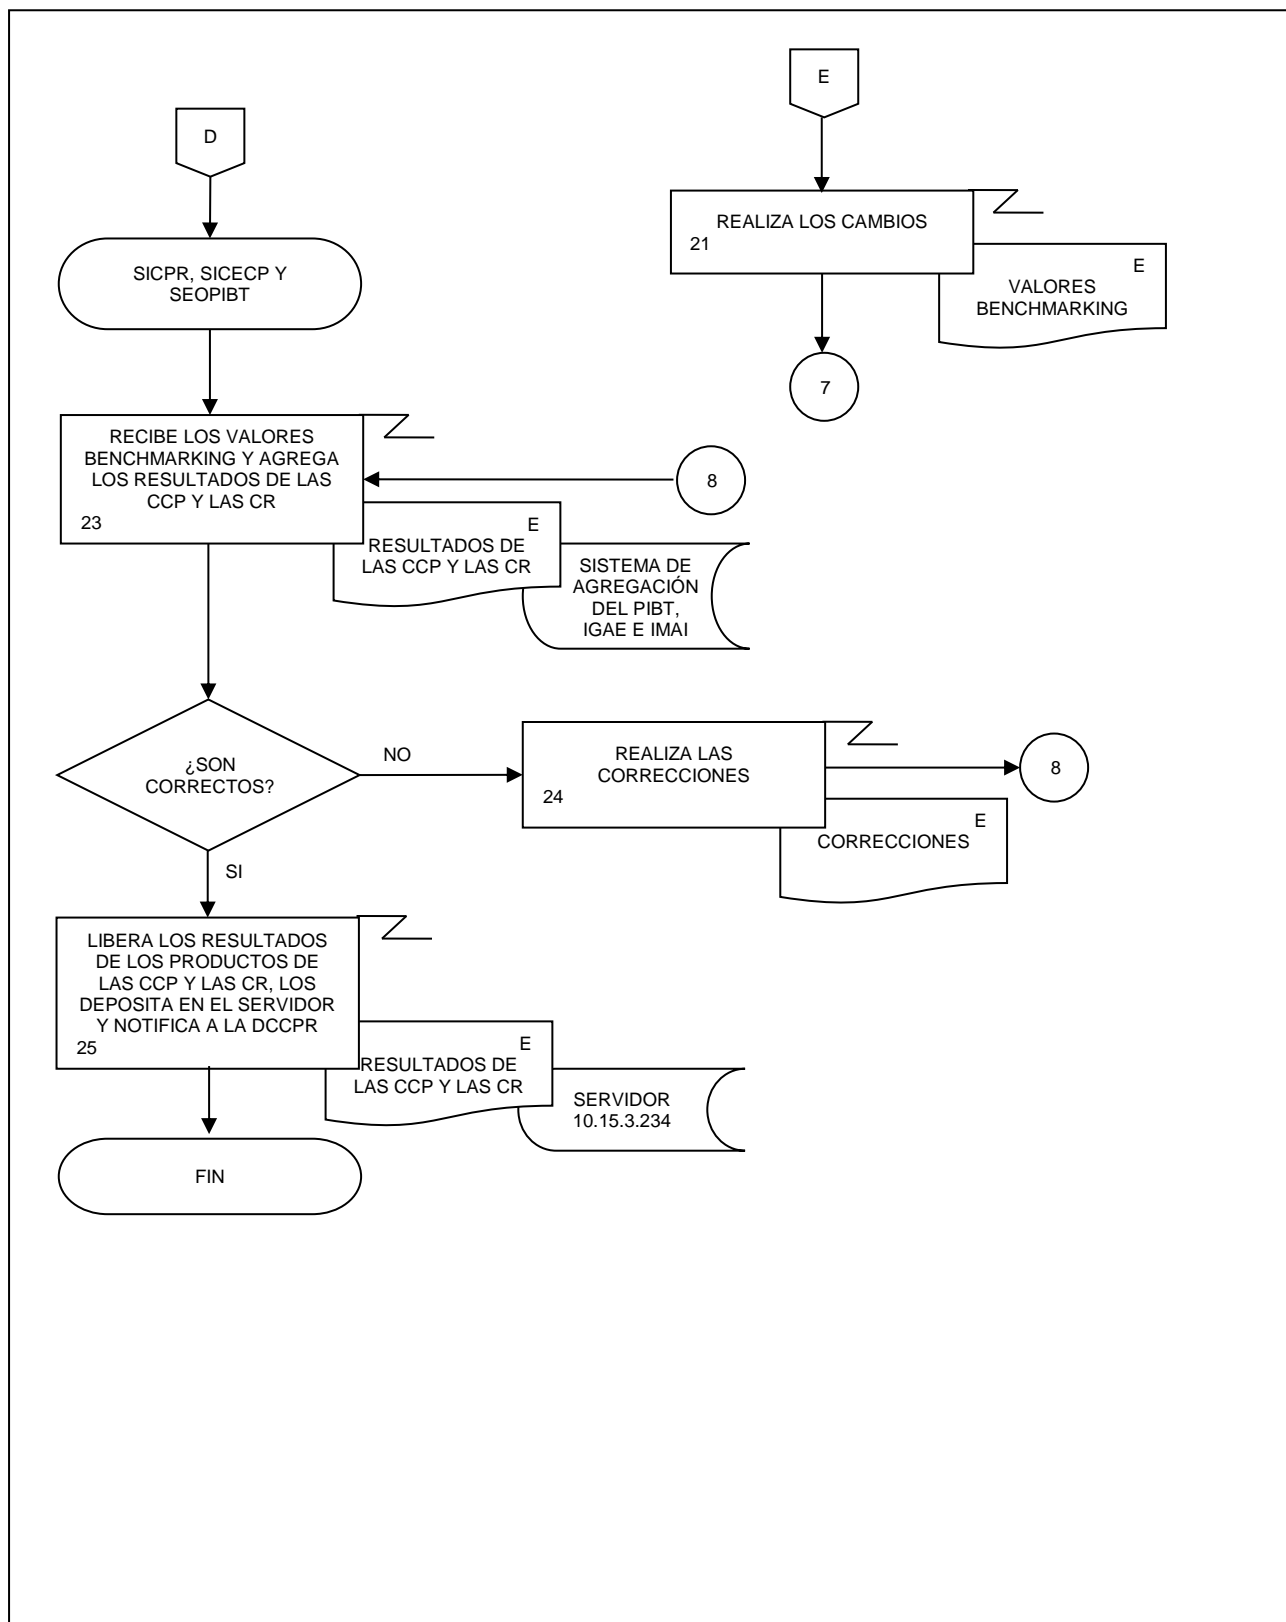 E
D
REALIZA LOS CAMBIOS
21
E
VALORES
BENCHMARKING
SICPR, SICECP Y
SEOPIBT
7
RECIBE LOS VALORES
BENCHMARKING Y AGREGA
LOS RESULTADOS DE LAS
CCP Y LAS CR
23
8
E
RESULTADOS DE
LAS CCP Y LAS CR
SISTEMA DE
AGREGACIÓN
DEL PIBT,
IGAE E IMAI
¿SON
CORRECTOS?
NO
REALIZA LAS
CORRECCIONES
24
8
E
CORRECCIONES
SI
LIBERA LOS RESULTADOS
DE LOS PRODUCTOS DE
LAS CCP Y LAS CR, LOS
DEPOSITA EN EL SERVIDOR
Y NOTIFICA A LA DCCPR
25
E
RESULTADOS DE
LAS CCP Y LAS CR
SERVIDOR
10.15.3.234
FIN